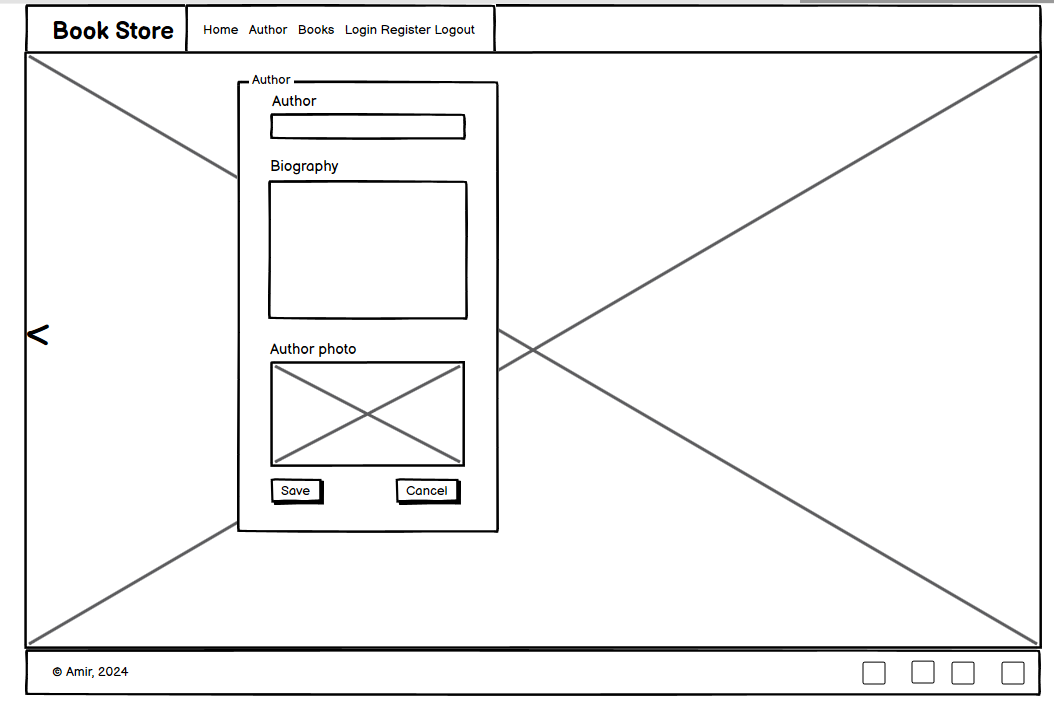 Book Store
Home Author Books Login Register Logout
Author
Author
Biography
<
Author photo
Save Cancel
© Amir, 2024